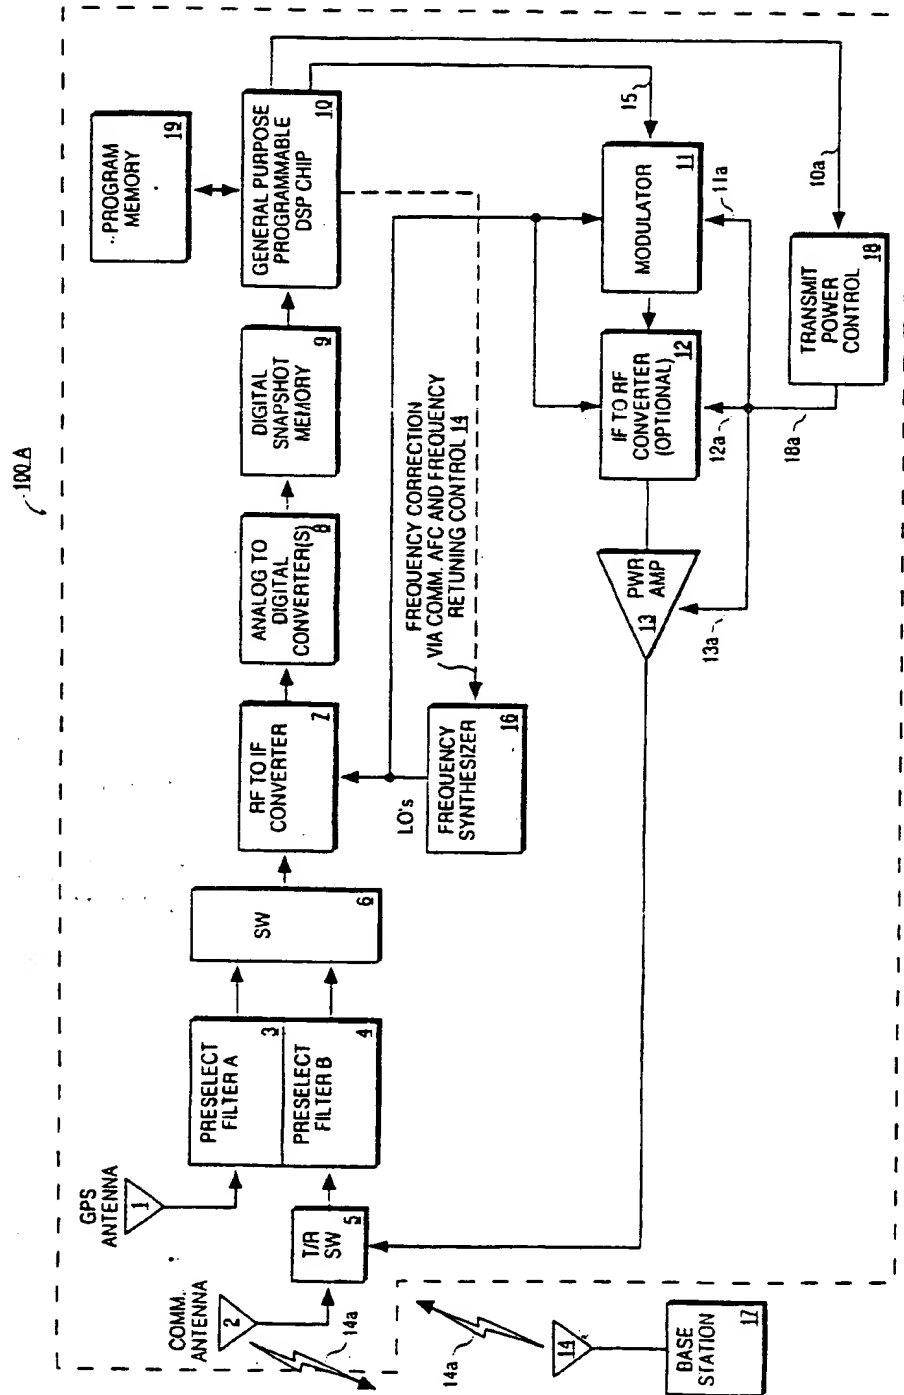 100A
GPS
ANTENNA
1
COMM.
ANTENNA
2
14a
T/R
SW
5
PRESELECT
FILTER A
3
PRESELECT
FILTER B
4
SW
6
RF TO IF
CONVERTER
7
ANALOG TO
DIGITAL
CONVERTER(S)
8
DIGITAL
SNAPSHOT
MEMORY
9
GENERAL PURPOSE
PROGRAMMABLE
DSP CHIP
10
PROGRAM
MEMORY
19
LO's
FREQUENCY
SYNTHESIZER
16
FREQUENCY CORRECTION
VIA COMM. AFC AND FREQUENCY
RETUNING CONTROL 14
15
MODULATOR
11
11a
IF TO RF
CONVERTER
(OPTIONAL)
12
12a
PWR
AMP
13
13a
10a
TRANSMIT
POWER
CONTROL
18
18a
14a
14
BASE
STATION
17